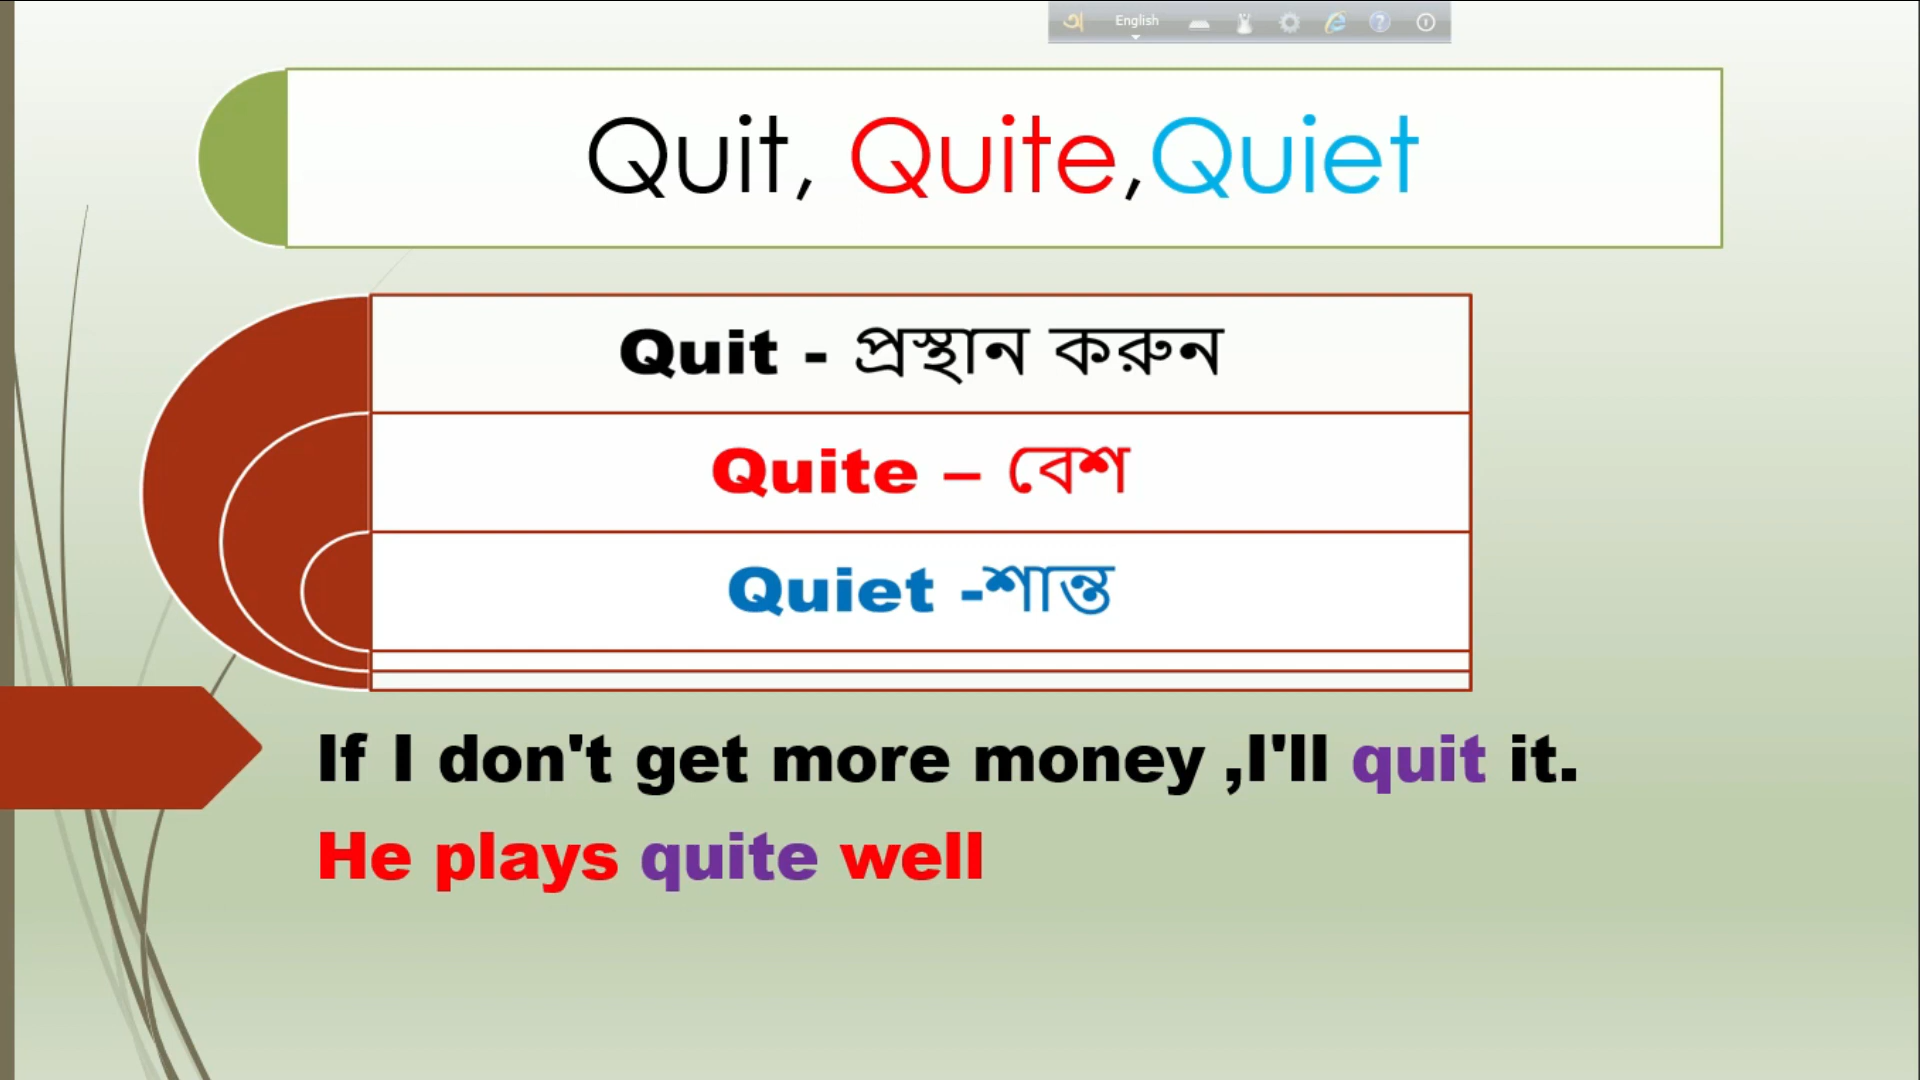 অ English
Quit, Quite,Quiet
Quit - প্রস্থান করুন
Quite – বেশ
Quiet -শান্ত
If I don't get more money ,I'll quit it.
He plays quite well